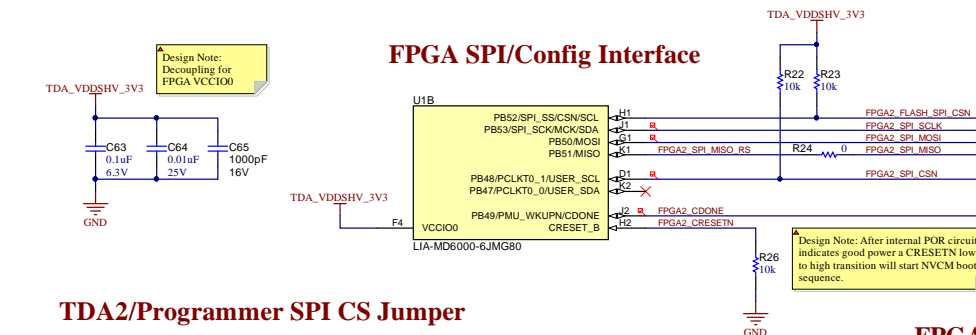 TDA_VDDSHV_3V3
FPGA SPI/Config Interface
Design Note:
Decoupling for
FPGA VCCIO0
TDA_VDDSHV_3V3
R22
10k
R23
10k
U1B
PB52/SPI_SS/CSN/SCL
H1
FPGA2_FLASH_SPI_CSN
PB53/SPI_SCK/MCK/SDA
J1
FPGA2_SPI_SCLK
PB50/MOSI
G1
FPGA2_SPI_MOSI
PB51/MISO
K1
FPGA2_SPI_MISO_RS
R24
0
FPGA2_SPI_MISO
C63
0.1uF
6.3V
C64
0.01uF
25V
C65
1000pF
16V
PB48/PCLKT0_1/USER_SCL
D1
FPGA2_SPI_CSN
PB47/PCLKT0_0/USER_SDA
K2
TDA_VDDSHV_3V3
PB49/PMU_WKUPN/CDONE
J2
FPGA2_CDONE
GND
F4
VCCIO0
CRESET_B
H2
FPGA2_CRESETN
LIA-MD6000-6JMG80
Design Note: After internal POR circuit
indicates good power a CRESETN low
to high transition will start NVCM boot
sequence.
R26
10k
GND
TDA2/Programmer SPI CS Jumper